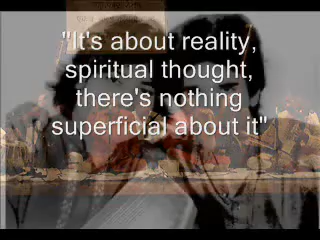 "It's about reality,
spiritual thought,
there's nothing
superficial about it"